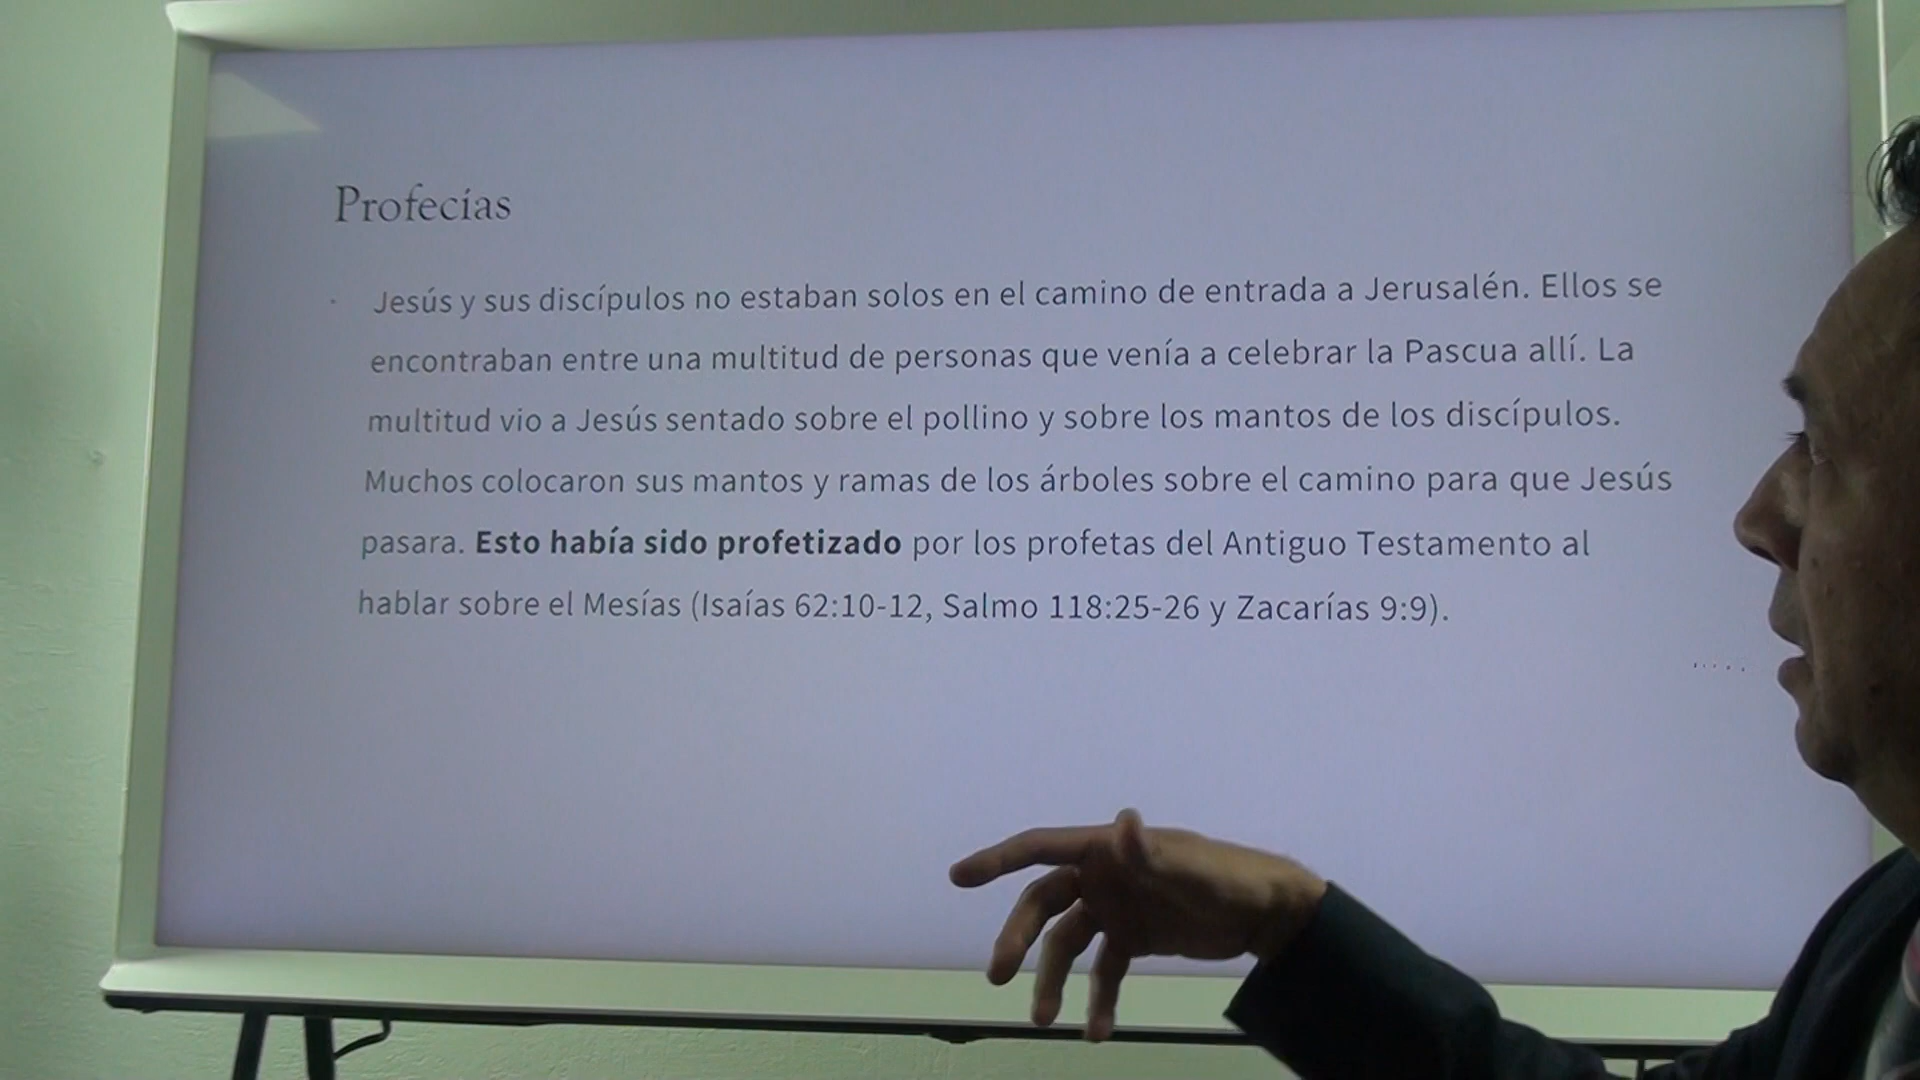 Profecías
· Jesús y sus discípulos no estaban solos en el camino de entrada a Jerusalén. Ellos se
encontraban entre una multitud de personas que venía a celebrar la Pascua allí. La
multitud vio a Jesús sentado sobre el pollino y sobre los mantos de los discípulos.
Muchos colocaron sus mantos y ramas de los árboles sobre el camino para que Jesús
pasara. Esto había sido profetizado por los profetas del Antiguo Testamento al
hablar sobre el Mesías (Isaías 62:10-12, Salmo 118:25-26 y Zacarías 9:9).